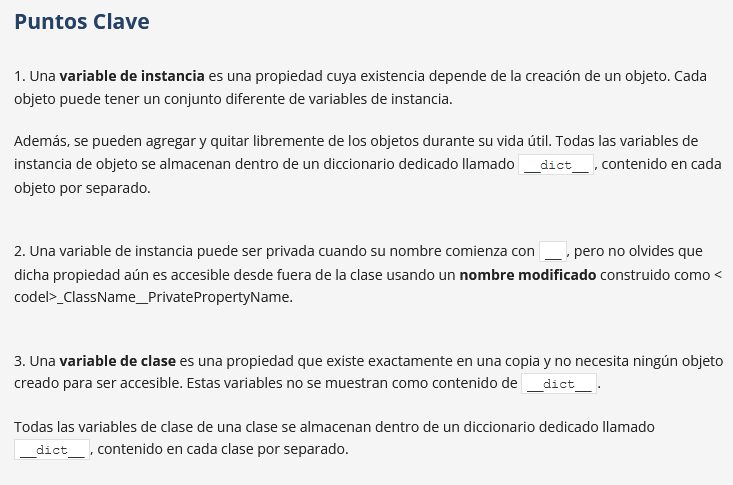 Puntos Clave
1. Una variable de instancia es una propiedad cuya existencia depende de la creación de un objeto. Cada
objeto puede tener un conjunto diferente de variables de instancia.
Además, se pueden agregar y quitar libremente de los objetos durante su vida útil. Todas las variables de
instancia de objeto se almacenan dentro de un diccionario dedicado llamado __dict__, contenido en cada
objeto por separado.
2. Una variable de instancia puede ser privada cuando su nombre comienza con __, pero no olvides que
dicha propiedad aún es accesible desde fuera de la clase usando un nombre modificado construido como <
codel>_ClassName__PrivatePropertyName.
3. Una variable de clase es una propiedad que existe exactamente en una copia y no necesita ningún objeto
creado para ser accesible. Estas variables no se muestran como contenido de __dict__.
Todas las variables de clase de una clase se almacenan dentro de un diccionario dedicado llamado
__dict__, contenido en cada clase por separado.